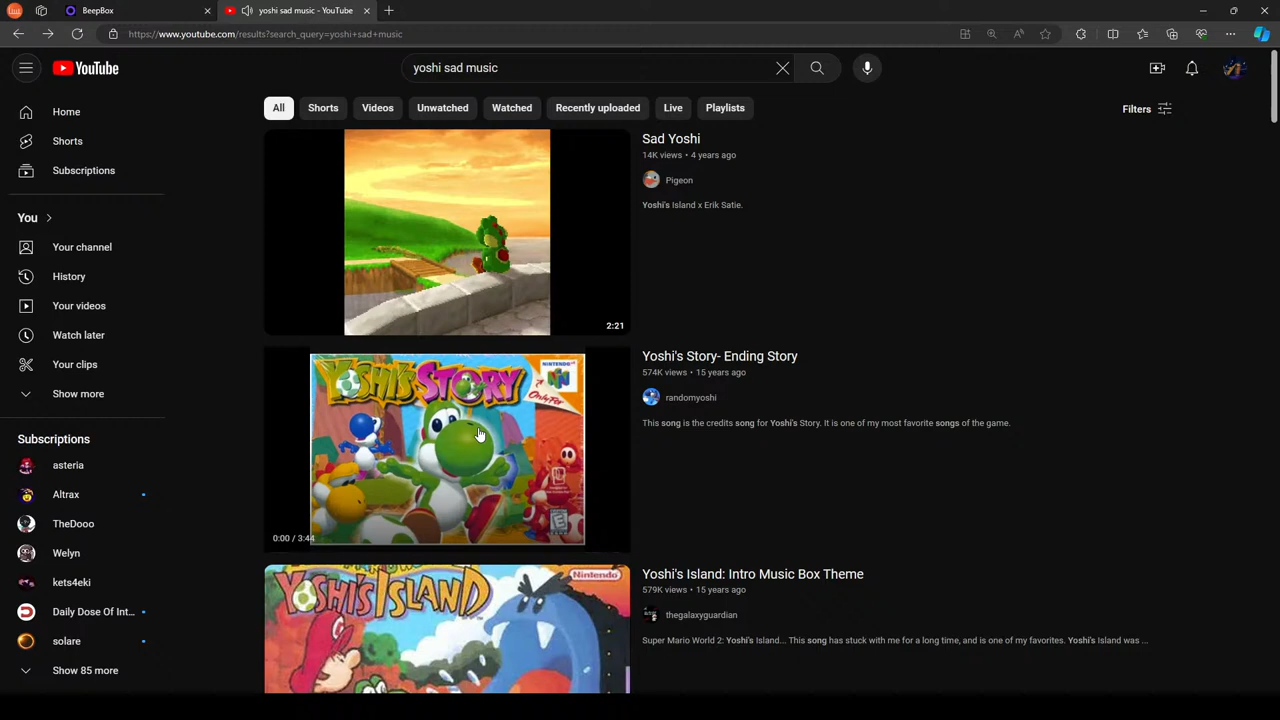 BeepBox
yoshi sad music - YouTube
https://www.youtube.com/results?search_query=yoshi+sad+music
YouTube
yoshi sad music
All
Shorts
Videos
Unwatched
Watched
Recently uploaded
Live
Playlists
Filters
Home
Shorts
Subscriptions
You
Your channel
History
Your videos
Watch later
Your clips
Show more
Subscriptions
asteria
Altrax
TheDooo
Welyn
kets4eki
Daily Dose Of Int...
solare
Show 85 more
2:21
Sad Yoshi
14K views • 4 years ago
Pigeon
Yoshi's Island x Erik Satie.
YOSHI'S STORY
NINTENDO 64
Only For
E
0:00 / 3:44
Yoshi's Story- Ending Story
574K views • 15 years ago
randomyoshi
This song is the credits song for Yoshi's Story. It is one of my most favorite songs of the game.
YOSHI'S ISLAND
Nintendo
Yoshi's Island: Intro Music Box Theme
579K views • 15 years ago
thegalaxyguardian
Super Mario World 2: Yoshi's Island... This song has stuck with me for a long time, and is one of my favorites. Yoshi's Island was ...